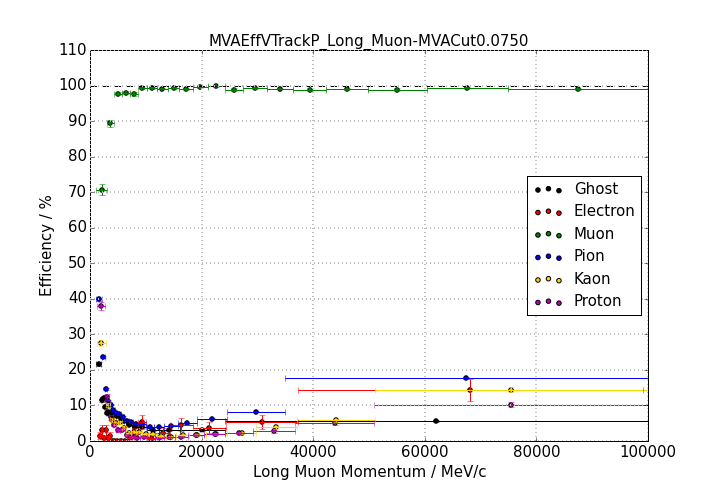 MVAEffVTrackP_Long_Muon-MVACut0.0750
110
100
90
80
70
60
50
40
30
20
10
0
Efficiency / %
Ghost
Electron
Muon
Pion
Kaon
Proton
0 20000 40000 60000 80000 100000
Long Muon Momentum / MeV/c